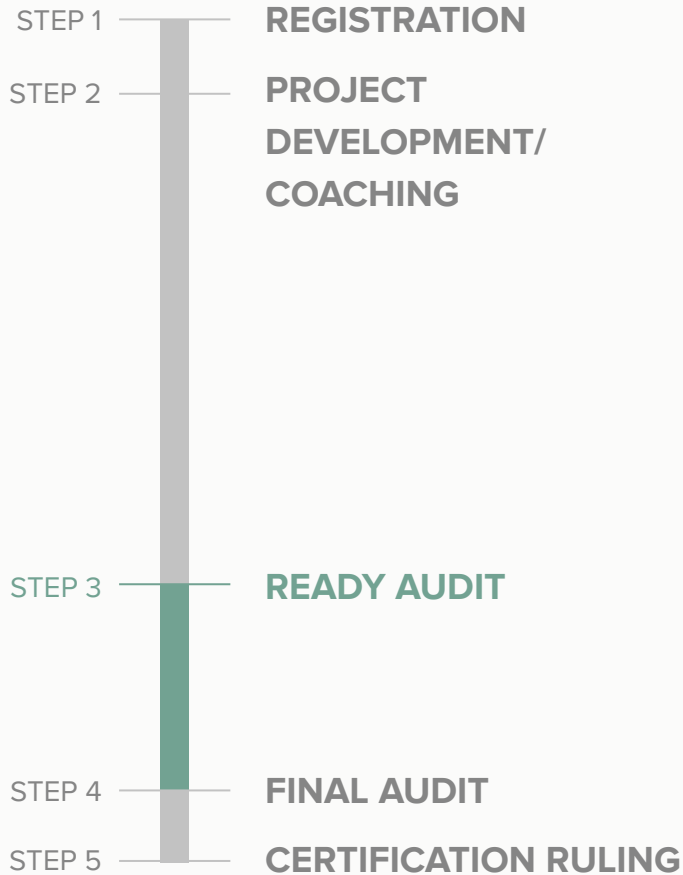 STEP 1 REGISTRATION
STEP 2 PROJECT
DEVELOPMENT/
COACHING
STEP 3 READY AUDIT
STEP 4 FINAL AUDIT
STEP 5 CERTIFICATION RULING